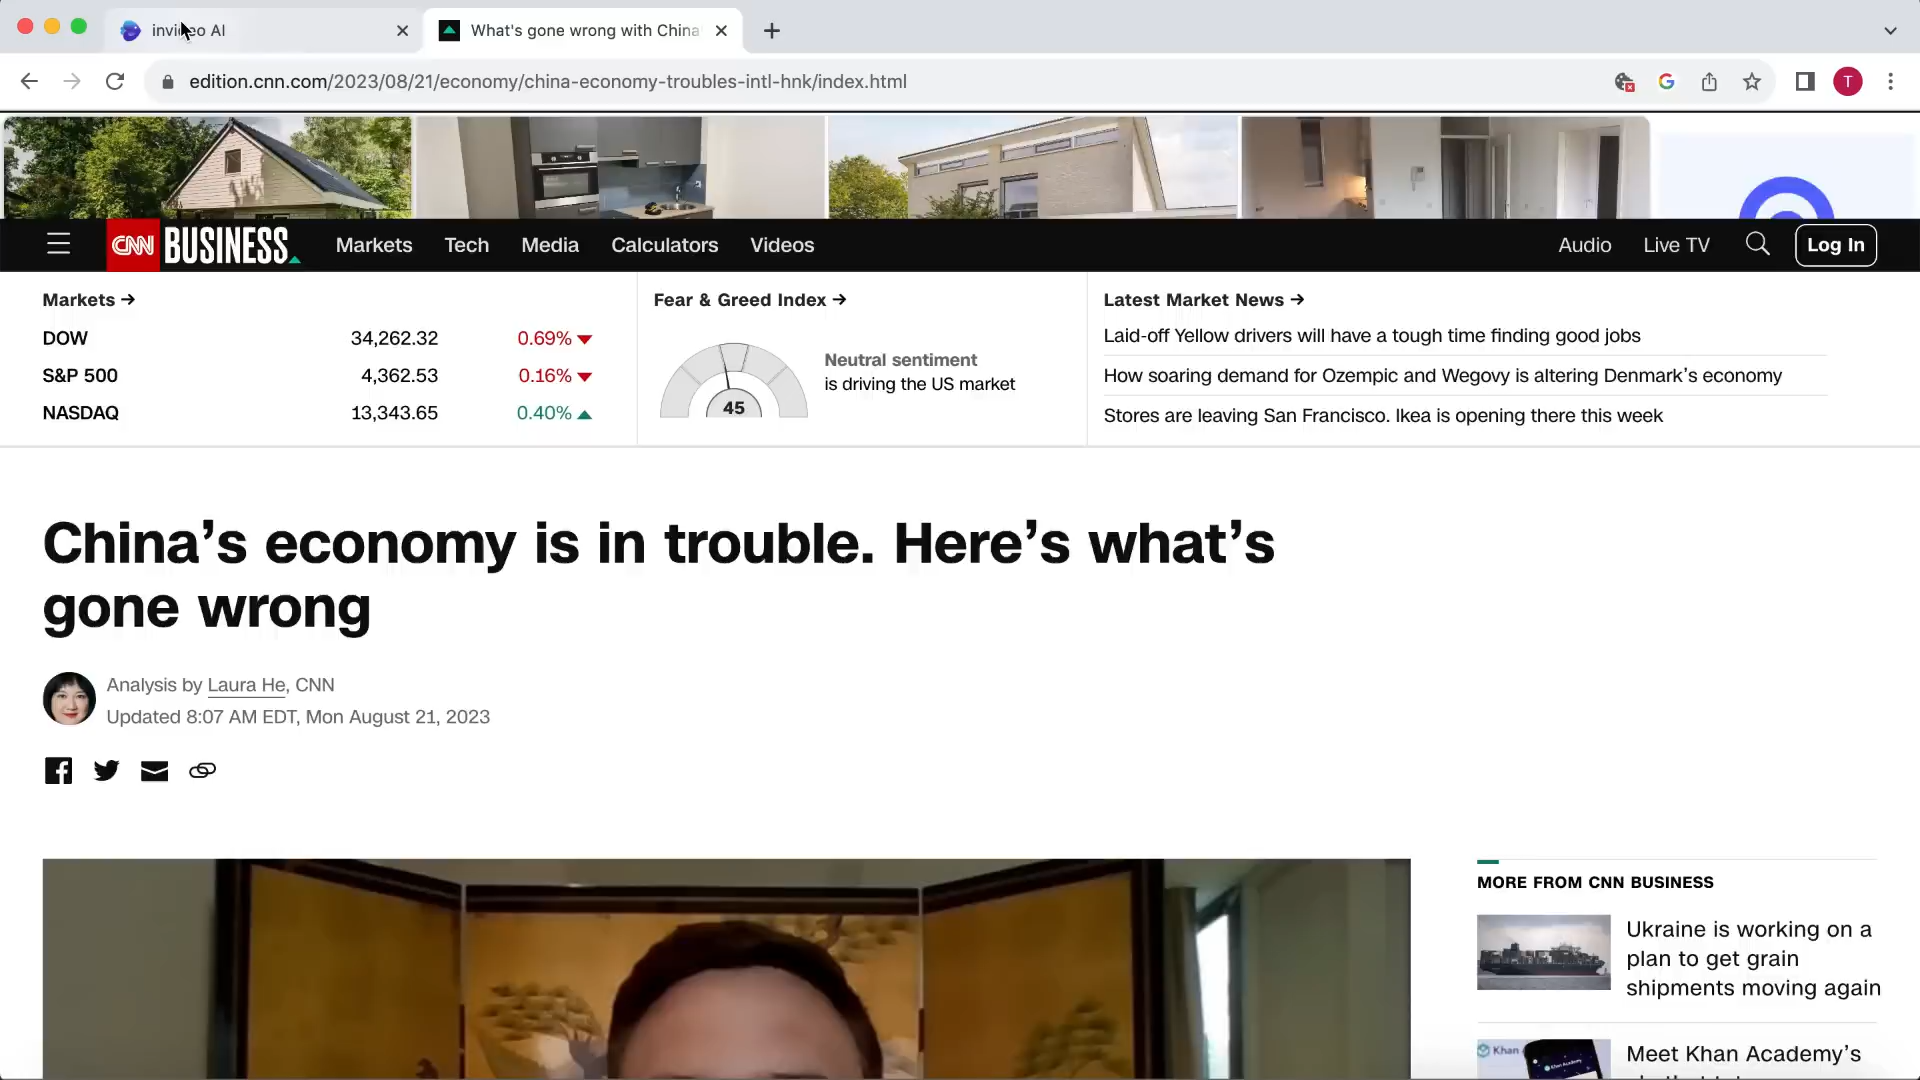 invideo AI
What's gone wrong with China
edition.cnn.com/2023/08/21/economy/china-economy-troubles-intl-hnk/index.html
T
CNN BUSINESS
Markets
Tech
Media
Calculators
Videos
Audio
Live TV
Log In
Markets →
DOW 34,262.32 0.69%
S&P 500 4,362.53 0.16%
NASDAQ 13,343.65 0.40%
Fear & Greed Index →
45
Neutral sentiment
is driving the US market
Latest Market News →
Laid-off Yellow drivers will have a tough time finding good jobs
How soaring demand for Ozempic and Wegovy is altering Denmark's economy
Stores are leaving San Francisco. Ikea is opening there this week
China’s economy is in trouble. Here’s what’s
gone wrong
Analysis by Laura He, CNN
Updated 8:07 AM EDT, Mon August 21, 2023
MORE FROM CNN BUSINESS
Ukraine is working on a
plan to get grain
shipments moving again
Khan
Meet Khan Academy’s